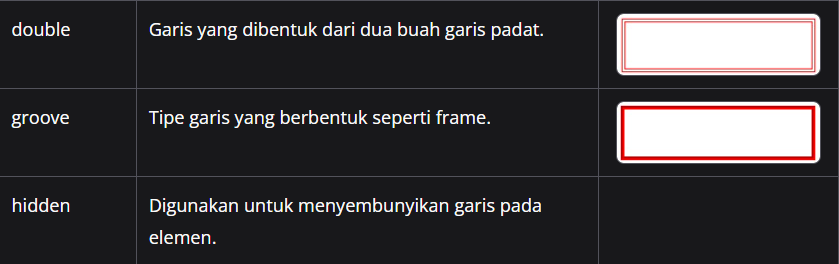 double
Garis yang dibentuk dari dua buah garis padat.
groove
Tipe garis yang berbentuk seperti frame.
hidden
Digunakan untuk menyembunyikan garis pada
elemen.